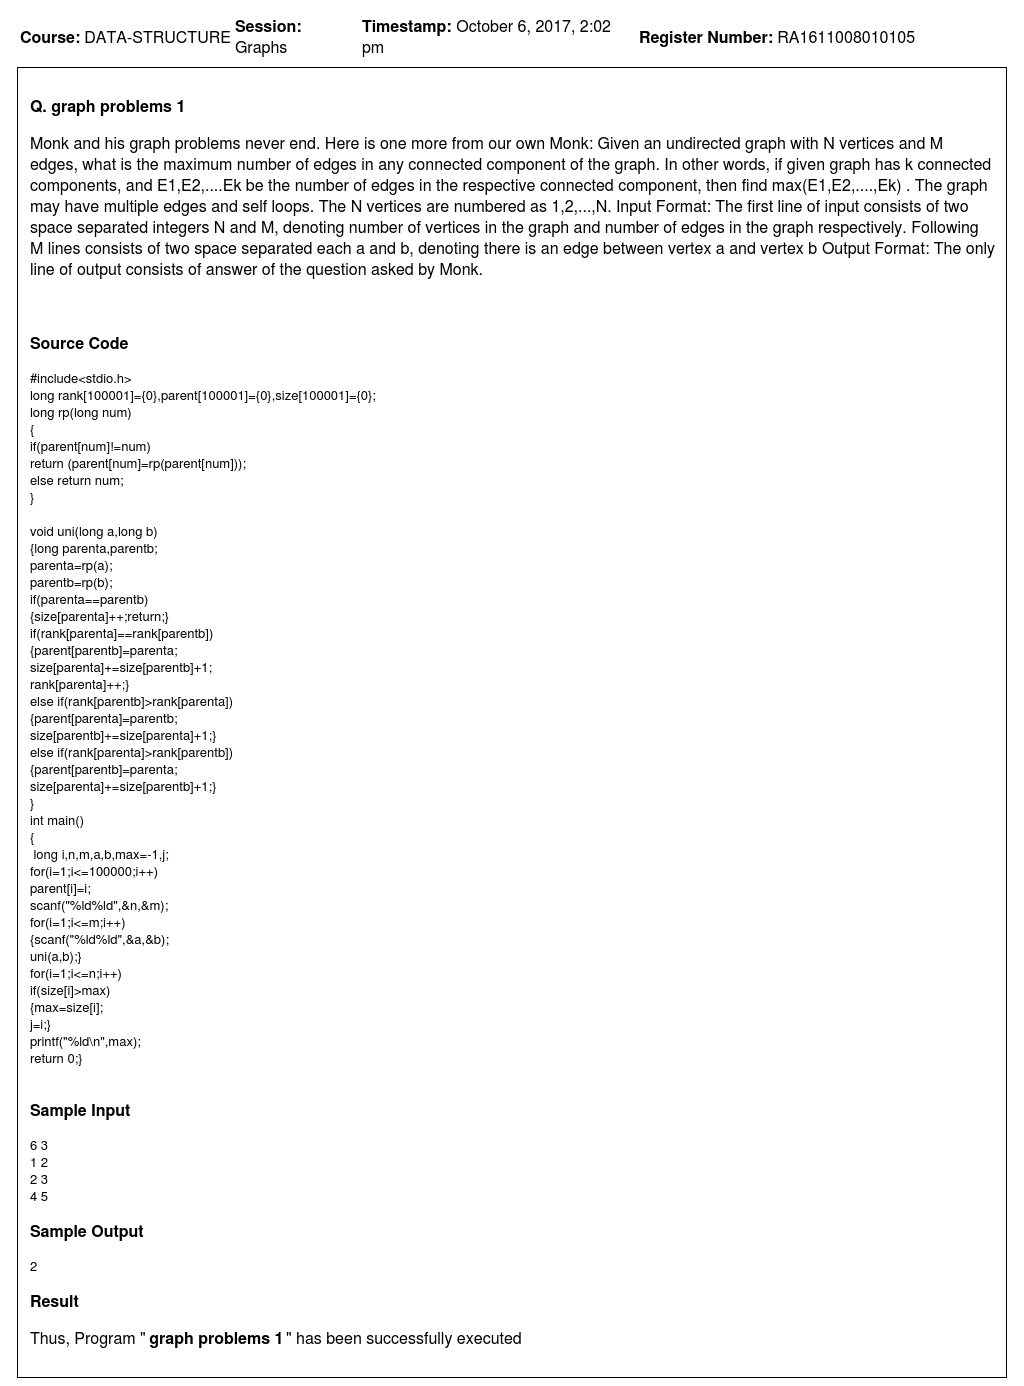 Course: DATA-STRUCTURE Session: Graphs Timestamp: October 6, 2017, 2:02 pm Register Number: RA1611008010105
Q. graph problems 1
Monk and his graph problems never end. Here is one more from our own Monk: Given an undirected graph with N vertices and M
edges, what is the maximum number of edges in any connected component of the graph. In other words, if given graph has k connected
components, and E1,E2,....Ek be the number of edges in the respective connected component, then find max(E1,E2,....,Ek) . The graph
may have multiple edges and self loops. The N vertices are numbered as 1,2,...,N. Input Format: The first line of input consists of two
space separated integers N and M, denoting number of vertices in the graph and number of edges in the graph respectively. Following
M lines consists of two space separated each a and b, denoting there is an edge between vertex a and vertex b Output Format: The only
line of output consists of answer of the question asked by Monk.
Source Code
#include<stdio.h>
long rank[100001]={0},parent[100001]={0},size[100001]={0};
long rp(long num)
{
if(parent[num]!=num)
return (parent[num]=rp(parent[num]));
else return num;
}
void uni(long a,long b)
{long parenta,parentb;
parenta=rp(a);
parentb=rp(b);
if(parenta==parentb)
{size[parenta]++;return;}
if(rank[parenta]==rank[parentb])
{parent[parentb]=parenta;
size[parenta]+=size[parentb]+1;
rank[parenta]++;}
else if(rank[parentb]>rank[parenta])
{parent[parenta]=parentb;
size[parentb]+=size[parenta]+1;}
else if(rank[parenta]>rank[parentb])
{parent[parentb]=parenta;
size[parenta]+=size[parentb]+1;}
}
int main()
{
long i,n,m,a,b,max=-1,j;
for(i=1;i<=100000;i++)
parent[i]=i;
scanf("%ld%ld",&n,&m);
for(i=1;i<=m;i++)
{scanf("%ld%ld",&a,&b);
uni(a,b);}
for(i=1;i<=n;i++)
if(size[i]>max)
{max=size[i];
j=i;}
printf("%ld\n",max);
return 0;}
Sample Input
6 3
1 2
2 3
4 5
Sample Output
2
Result
Thus, Program " graph problems 1 " has been successfully executed